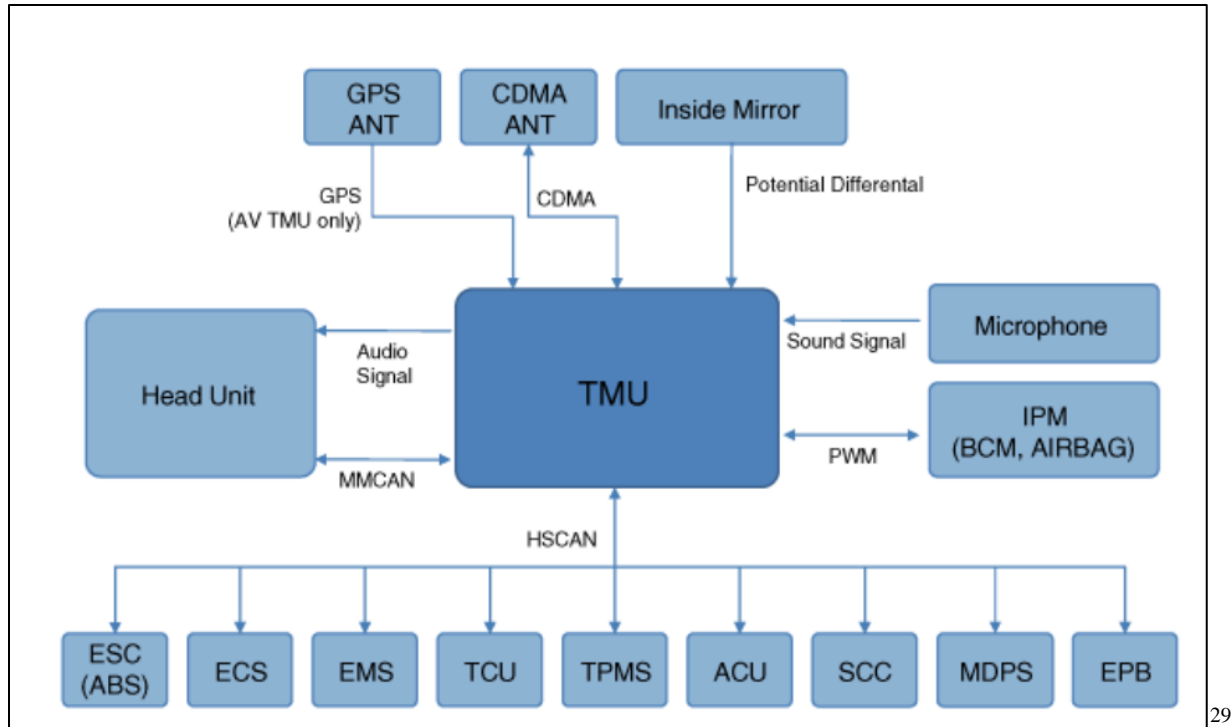 GPS
ANT
CDMA
ANT
Inside Mirror
GPS
(AV TMU only)
CDMA
Potential Differental
Head Unit
Audio
Signal
MMCAN
TMU
Sound Signal
Microphone
PWM
IPM
(BCM, AIRBAG)
HSCAN
ESC
(ABS)
ECS
EMS
TCU
TPMS
ACU
SCC
MDPS
EPB
29